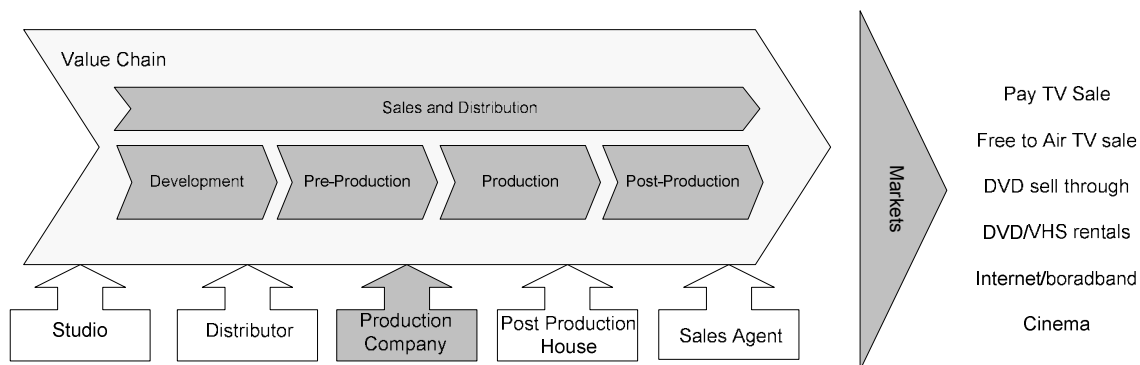 Value Chain
Sales and Distribution
Development
Pre-Production
Production
Post-Production
Studio
Distributor
Production
Company
Post Production
House
Sales Agent
Markets
Pay TV Sale
Free to Air TV sale
DVD sell through
DVD/VHS rentals
Internet/boradband
Cinema